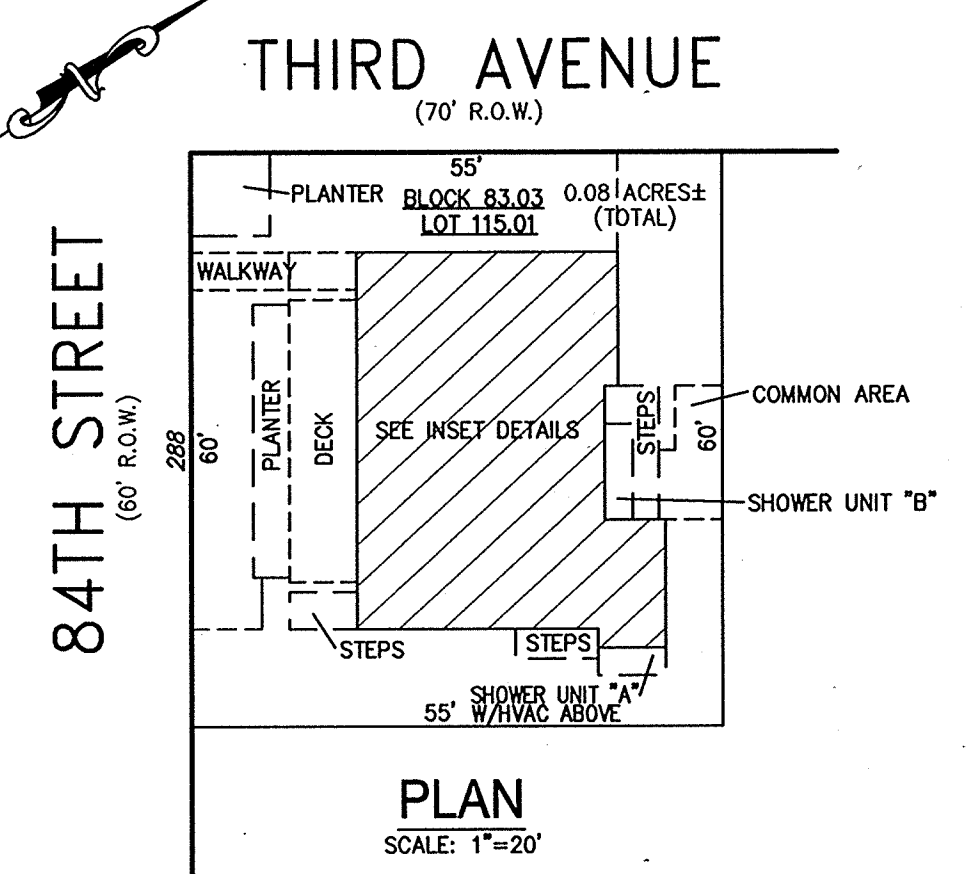 THIRD AVENUE
(70' R.O.W.)
55'
PLANTER
BLOCK 83.03
LOT 115.01
0.08 ACRES±
(TOTAL)
WALKWAY
84TH STREET
(60' R.O.W.)
288
60'
PLANTER
DECK
SEE INSET DETAILS
STEPS
60'
COMMON AREA
SHOWER UNIT "B"
STEPS
STEPS
SHOWER UNIT "A"
W/HVAC ABOVE
55'
PLAN
SCALE: 1"=20'